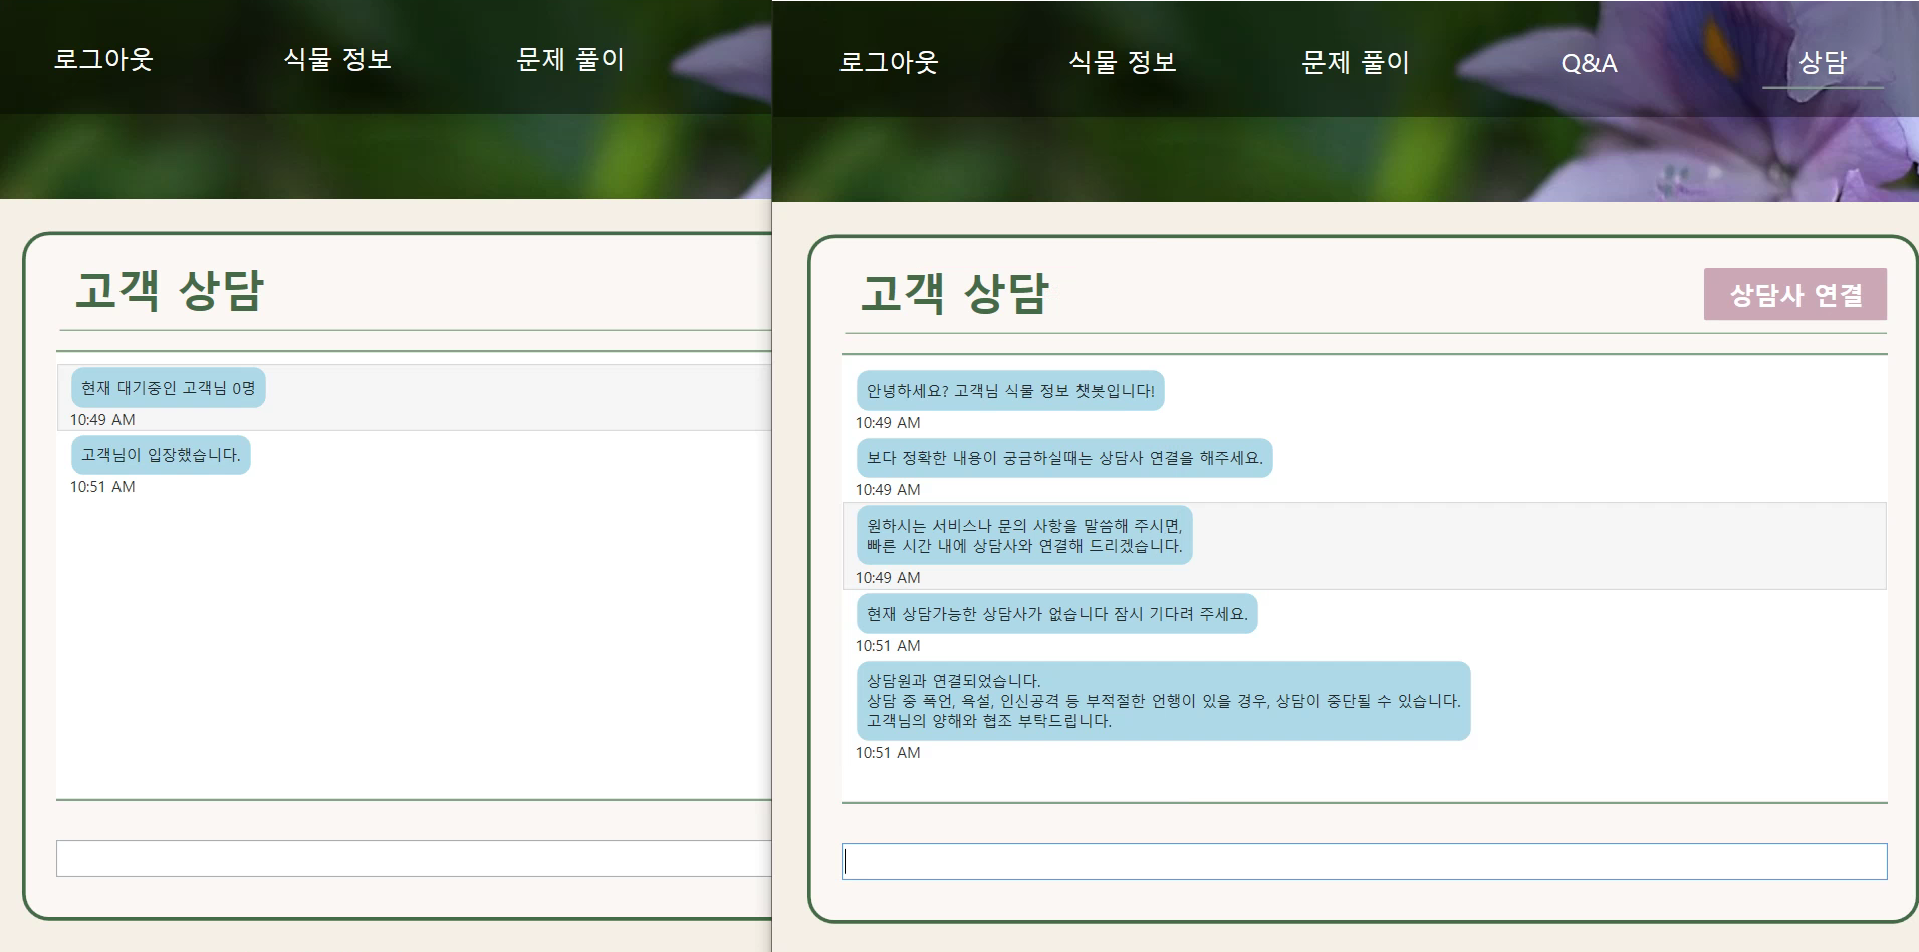 로그아웃
식물 정보
문제 풀이
고객 상담
현재 대기중인 고객님 0명
10:49 AM
고객님이 입장했습니다.
10:51 AM
로그아웃
식물 정보
문제 풀이
Q&A
상담
고객 상담
상담사 연결
안녕하세요? 고객님 식물 정보 챗봇입니다!
10:49 AM
보다 정확한 내용이 궁금하실때는 상담사 연결을 해주세요.
10:49 AM
원하시는 서비스나 문의 사항을 말씀해 주시면,
빠른 시간 내에 상담사와 연결해 드리겠습니다.
10:49 AM
현재 상담가능한 상담사가 없습니다 잠시 기다려 주세요.
10:51 AM
상담원과 연결되었습니다.
상담 중 폭언, 욕설, 인신공격 등 부적절한 언행이 있을 경우, 상담이 중단될 수 있습니다.
고객님의 양해와 협조 부탁드립니다.
10:51 AM